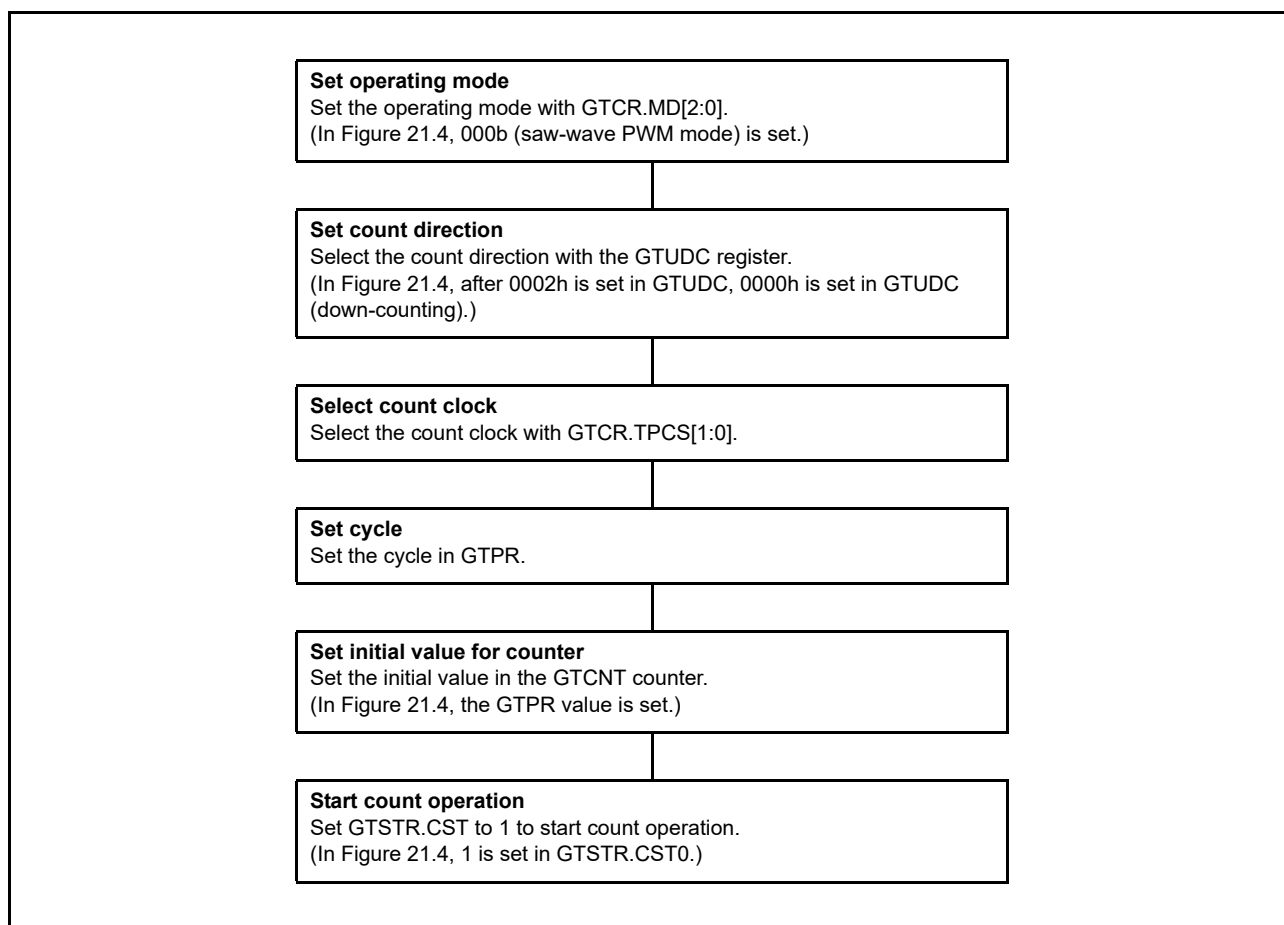 Set operating mode
Set the operating mode with GTCR.MD[2:0].
(In Figure 21.4, 000b (saw-wave PWM mode) is set.)
Set count direction
Select the count direction with the GTUDC register.
(In Figure 21.4, after 0002h is set in GTUDC, 0000h is set in GTUDC
(down-counting).)
Select count clock
Select the count clock with GTCR.TPCS[1:0].
Set cycle
Set the cycle in GTPR.
Set initial value for counter
Set the initial value in the GTCNT counter.
(In Figure 21.4, the GTPR value is set.)
Start count operation
Set GTSTR.CST to 1 to start count operation.
(In Figure 21.4, 1 is set in GTSTR.CST0.)